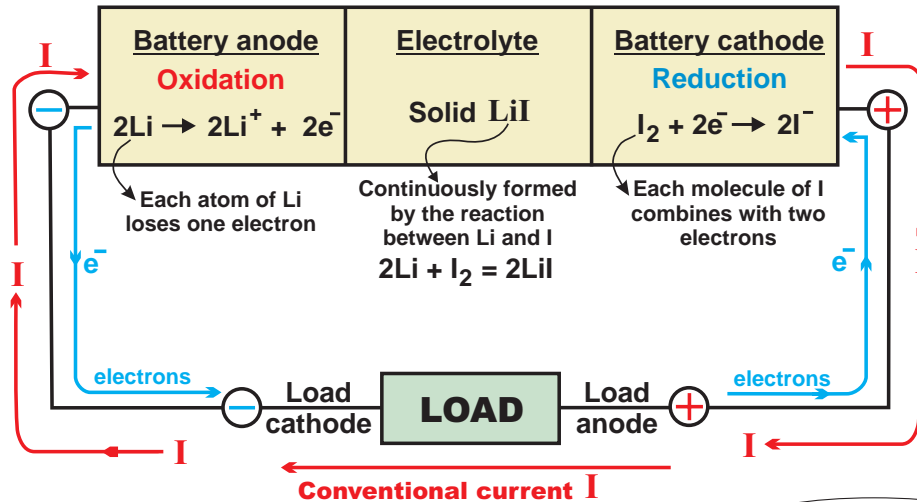 I
Battery anode
Oxidation
2Li → 2Li⁺ + 2e⁻
Electrolyte
Solid LiI
Battery cathode
Reduction
I₂ + 2e⁻ → 2I⁻
I
−
+
Each atom of Li
loses one electron
Continuously formed
by the reaction
between Li and I
2Li + I₂ = 2LiI
Each molecule of I
combines with two
electrons
I
e⁻
e⁻
electrons
−
Load
cathode
LOAD
Load
anode
+
electrons
I
I
Conventional current I